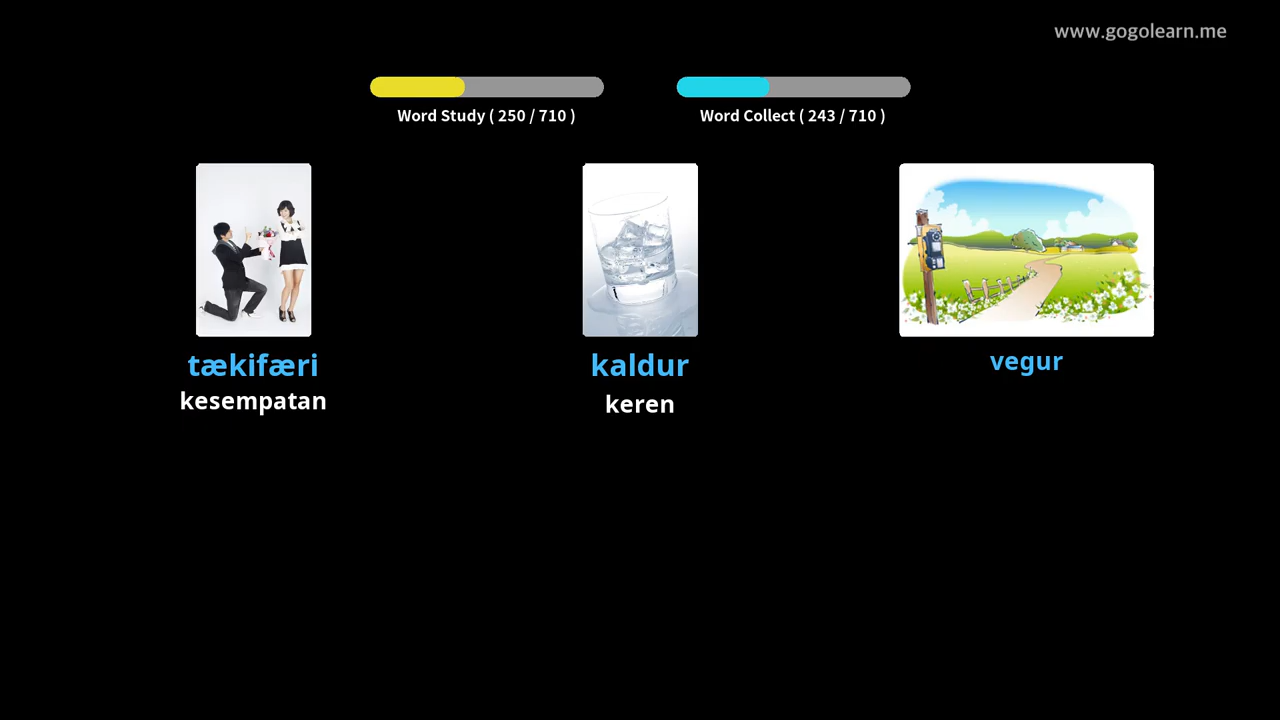 www.gogolearn.me
Word Study ( 250 / 710 )
Word Collect ( 243 / 710 )
tækifæri
kesempatan
kaldur
keren
vegur